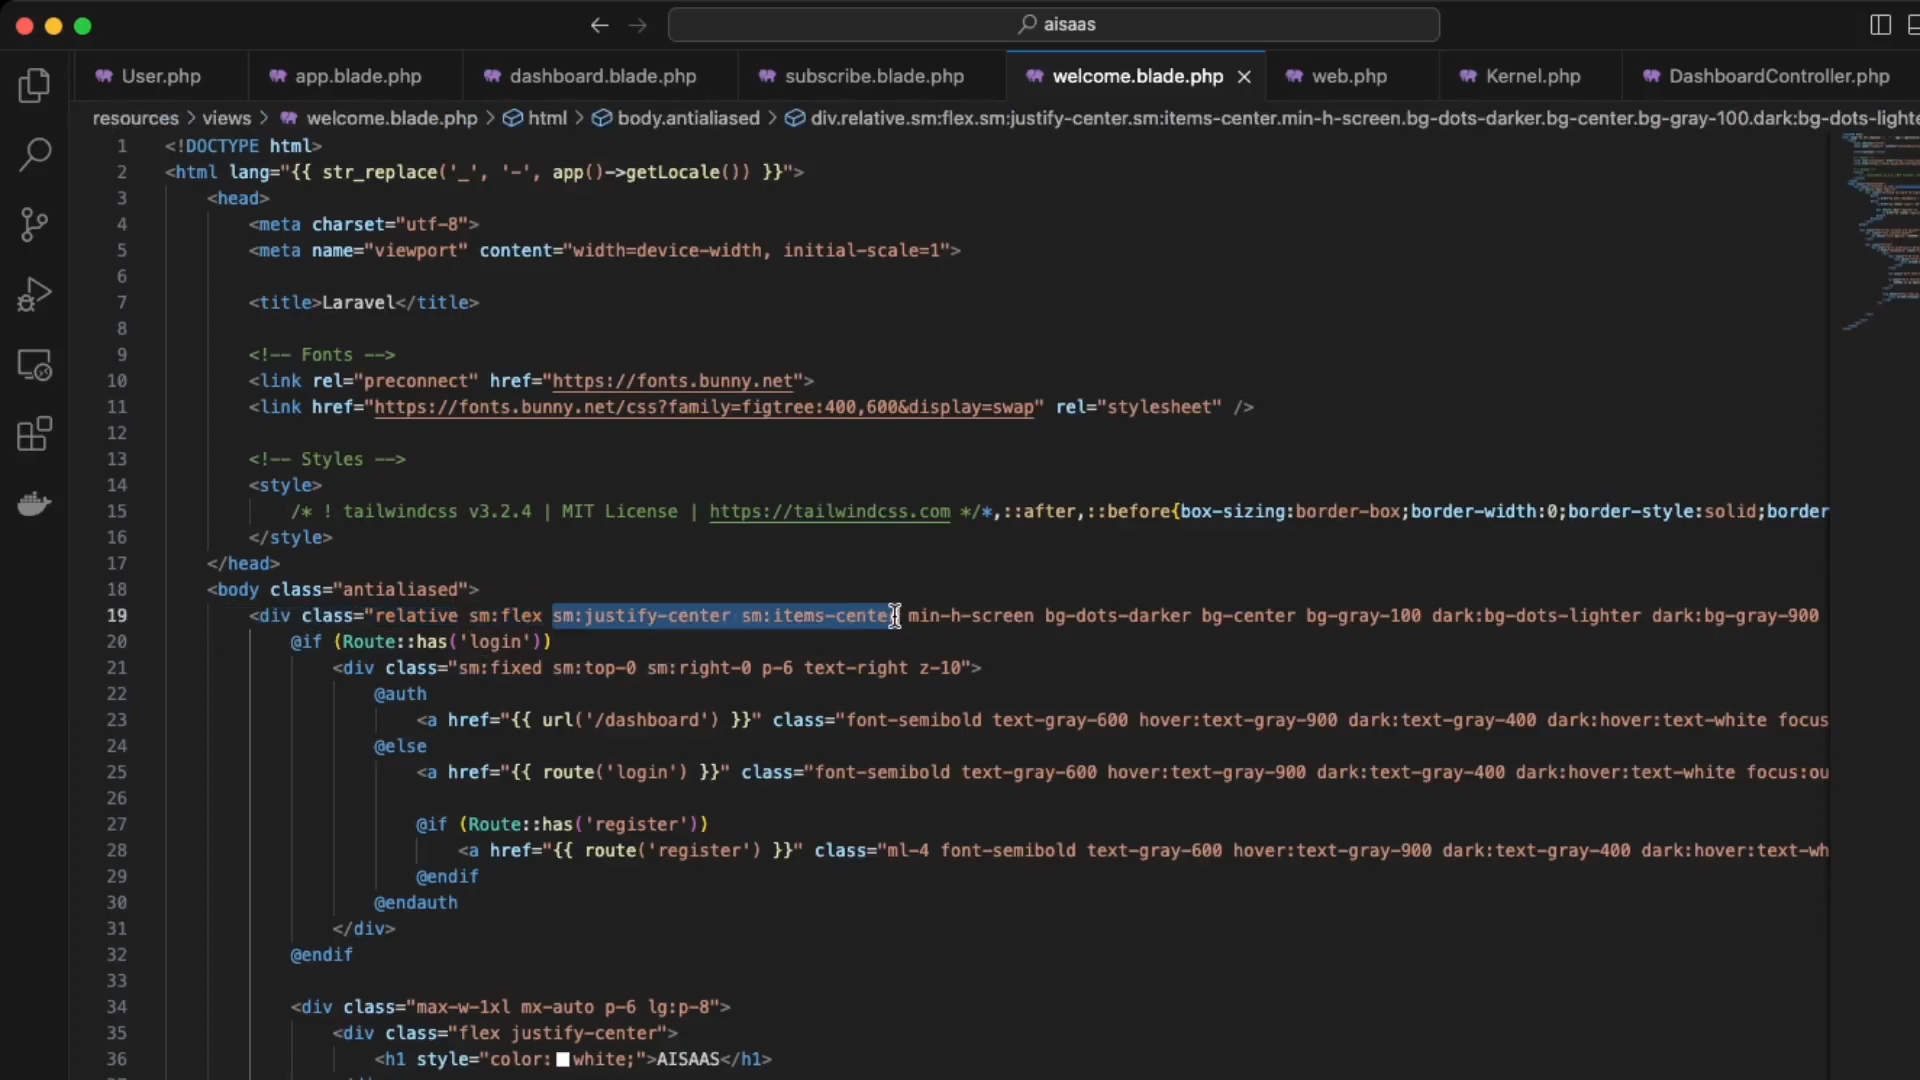 aisaas
User.php app.blade.php dashboard.blade.php subscribe.blade.php welcome.blade.php web.php Kernel.php DashboardController.php
resources > views > welcome.blade.php > html > body.antialiased > div.relative.sm:flex.sm:justify-center.sm:items-center.min-h-screen.bg-dots-darker.bg-center.bg-gray-100.dark:bg-dots-lighte
1 <!DOCTYPE html>
2 <html lang="{{ str_replace('_', '-', app()->getLocale()) }}">
3 <head>
4 <meta charset="utf-8">
5 <meta name="viewport" content="width=device-width, initial-scale=1">
6
7 <title>Laravel</title>
8
9 <!-- Fonts -->
10 <link rel="preconnect" href="https://fonts.bunny.net">
11 <link href="https://fonts.bunny.net/css?family=figtree:400,600&display=swap" rel="stylesheet" />
12
13 <!-- Styles -->
14 <style>
15 /* ! tailwindcss v3.2.4 | MIT License | https://tailwindcss.com */*,::after,::before{box-sizing:border-box;border-width:0;border-style:solid;border
16 </style>
17 </head>
18 <body class="antialiased">
19 <div class="relative sm:flex sm:justify-center sm:items-center min-h-screen bg-dots-darker bg-center bg-gray-100 dark:bg-dots-lighter dark:bg-gray-900
20 @if (Route::has('login'))
21 <div class="sm:fixed sm:top-0 sm:right-0 p-6 text-right z-10">
22 @auth
23 <a href="{{ url('/dashboard') }}" class="font-semibold text-gray-600 hover:text-gray-900 dark:text-gray-400 dark:hover:text-white focus
24 @else
25 <a href="{{ route('login') }}" class="font-semibold text-gray-600 hover:text-gray-900 dark:text-gray-400 dark:hover:text-white focus:ou
26
27 @if (Route::has('register'))
28 <a href="{{ route('register') }}" class="ml-4 font-semibold text-gray-600 hover:text-gray-900 dark:text-gray-400 dark:hover:text-wh
29 @endif
30 @endauth
31 </div>
32 @endif
33
34 <div class="max-w-1xl mx-auto p-6 lg:p-8">
35 <div class="flex justify-center">
36 <h1 style="color: white;">AISAAS</h1>